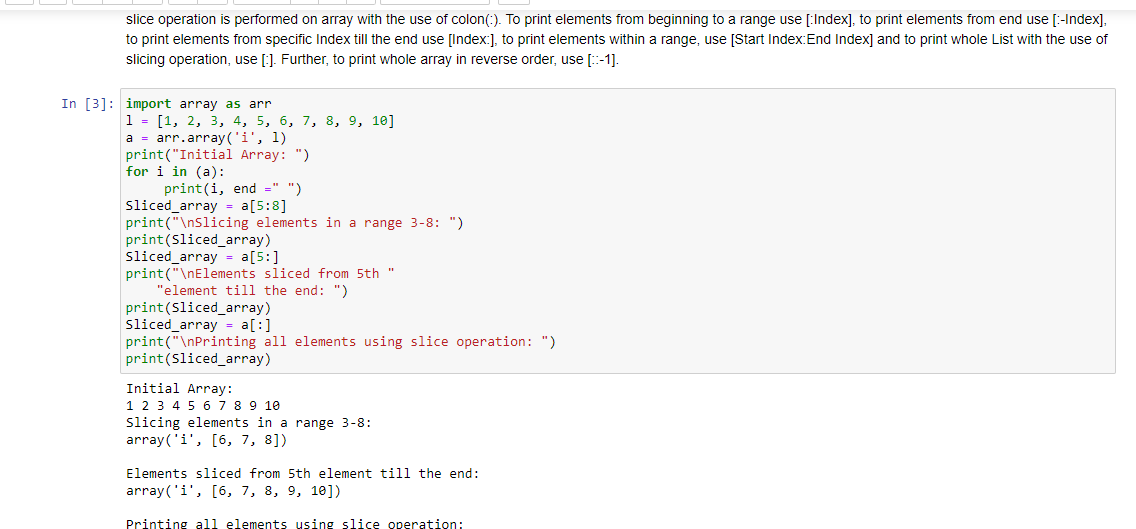 slice operation is performed on array with the use of colon(:). To print elements from beginning to a range use [:Index], to print elements from end use [:-Index],
to print elements from specific Index till the end use [Index:], to print elements within a range, use [Start Index:End Index] and to print whole List with the use of
slicing operation, use [:]. Further, to print whole array in reverse order, use [::-1].
In [3]: import array as arr
l = [1, 2, 3, 4, 5, 6, 7, 8, 9, 10]
a = arr.array('i', l)
print("Initial Array: ")
for i in (a):
     print(i, end =" ")
Sliced_array = a[5:8]
print("\nSlicing elements in a range 3-8: ")
print(Sliced_array)
Sliced_array = a[5:]
print("\nElements sliced from 5th "
    "element till the end: ")
print(Sliced_array)
Sliced_array = a[:]
print("\nPrinting all elements using slice operation: ")
print(Sliced_array)
Initial Array:
1 2 3 4 5 6 7 8 9 10
Slicing elements in a range 3-8:
array('i', [6, 7, 8])
Elements sliced from 5th element till the end:
array('i', [6, 7, 8, 9, 10])
Printing all elements using slice operation: